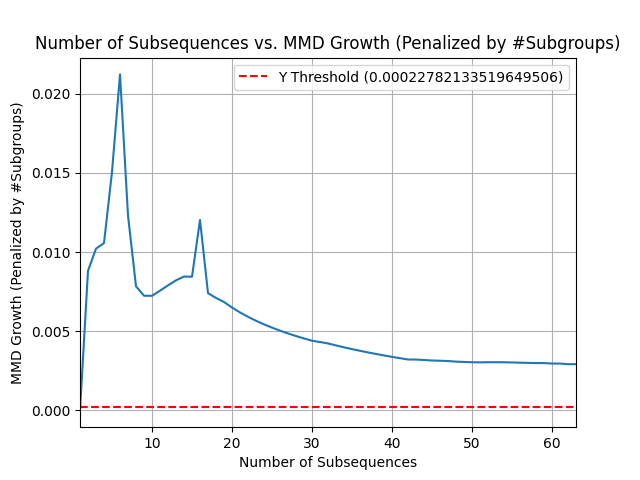 Number of Subsequences vs. MMD Growth (Penalized by #Subgroups)
Y Threshold (0.00022782133519649506)
MMD Growth (Penalized by #Subgroups)
0.020
0.015
0.010
0.005
0.000
10 20 30 40 50 60
Number of Subsequences